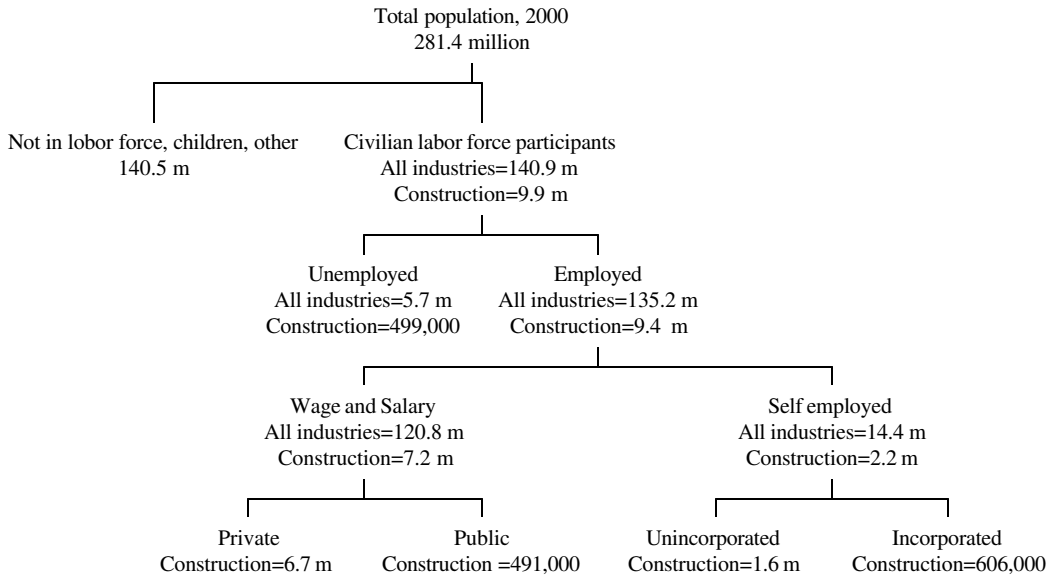 Total population, 2000
281.4 million
Not in lobor force, children, other
140.5 m
Civilian labor force participants
All industries=140.9 m
Construction=9.9 m
Unemployed
All industries=5.7 m
Construction=499,000
Employed
All industries=135.2 m
Construction=9.4 m
Wage and Salary
All industries=120.8 m
Construction=7.2 m
Self employed
All industries=14.4 m
Construction=2.2 m
Private
Construction=6.7 m
Public
Construction =491,000
Unincorporated
Construction=1.6 m
Incorporated
Construction=606,000